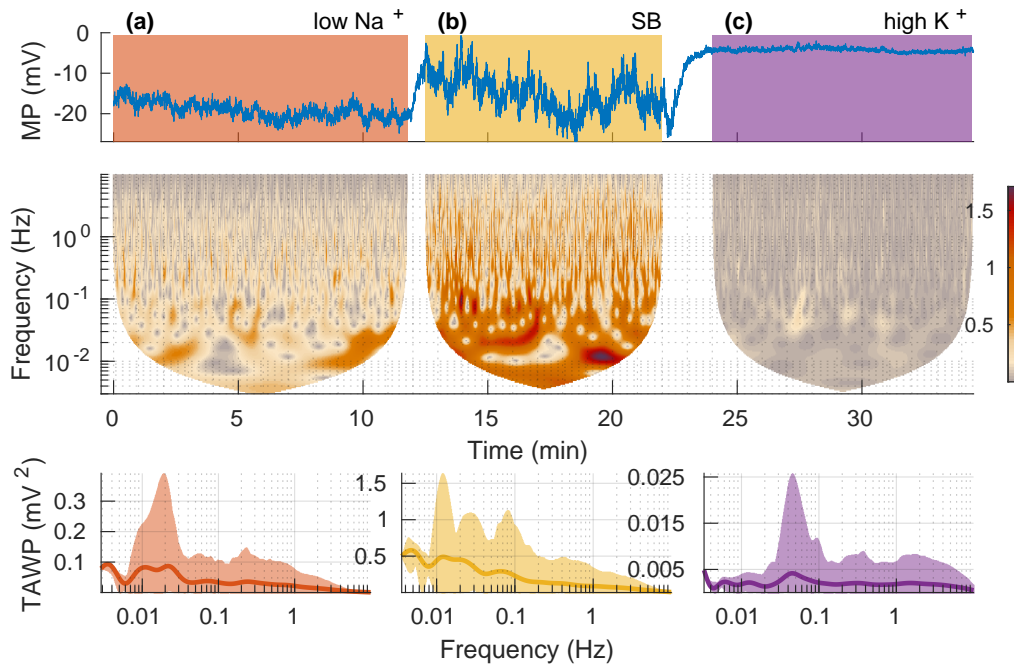 (a) low Na +
(b) SB
(c) high K +
MP (mV)
0
-10
-20
Frequency (Hz)
10 0
10 -1
10 -2
0 5 10 15 20 25 30
Time (min)
1.5
1
0.5
TAWP (mV 2)
0.3
0.2
0.1
0.01 0.1 1
1.5
1
0.5
0.01 0.1 1
0.025
0.015
0.005
0.01 0.1 1
Frequency (Hz)